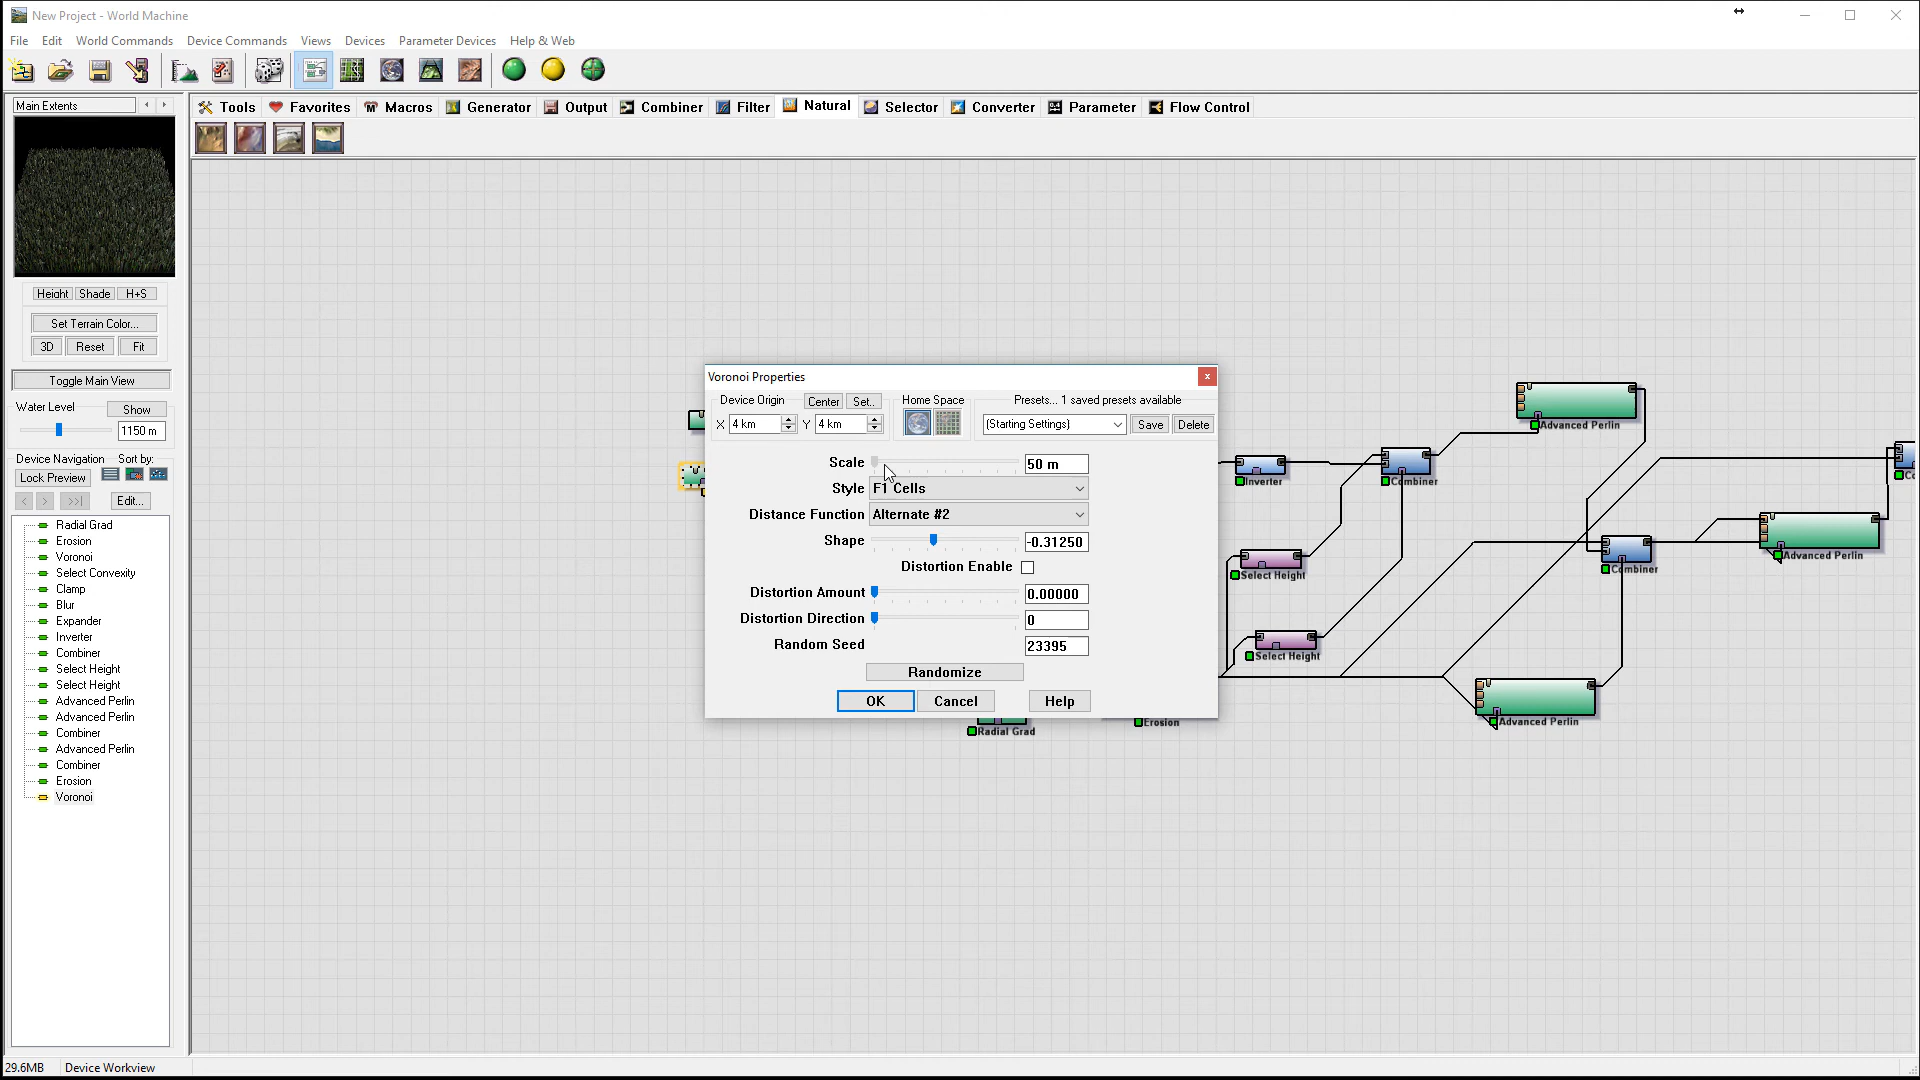 New Project - World Machine
File Edit World Commands Device Commands Views Devices Parameter Devices Help & Web
Main Extents
Tools Favorites Macros Generator Output Combiner Filter Natural Selector Converter Parameter Flow Control
Height Shade H+S
Set Terrain Color...
3D Reset Fit
Toggle Main View
Water Level Show
1150 m
Device Navigation Sort by:
Lock Preview
Edit...
Radial Grad
Erosion
Voronoi
Select Convexity
Clamp
Blur
Expander
Inverter
Combiner
Select Height
Select Height
Advanced Perlin
Advanced Perlin
Combiner
Advanced Perlin
Combiner
Erosion
Voronoi
Voronoi Properties
Device Origin Center Set.. Home Space Presets... 1 saved presets available
X 4 km Y 4 km (Starting Settings) Save Delete
Scale 50 m
Style F1 Cells
Distance Function Alternate #2
Shape -0.31250
Distortion Enable
Distortion Amount 0.00000
Distortion Direction 0
Random Seed 23395
Randomize
OK Cancel Help
Advanced Perlin
Inverter
Combiner
Co
Select Height
Combiner
Advanced Perlin
Select Height
Advanced Perlin
Radial Grad
Erosion
29.6MB Device Workview